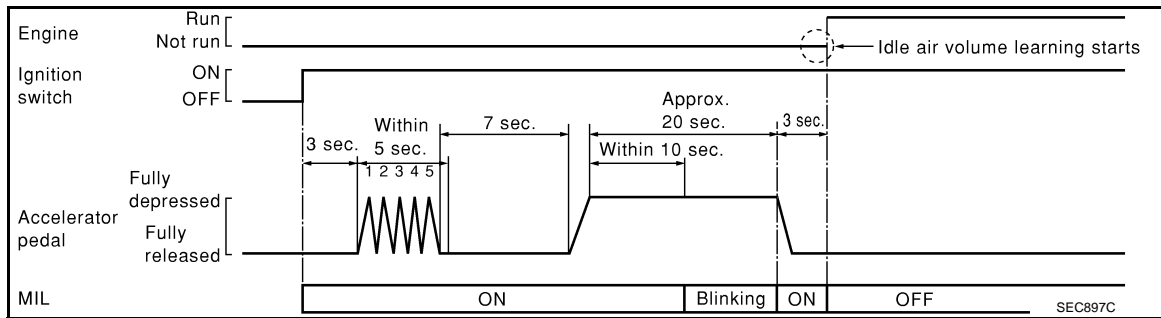 Engine
Run
Not run
Idle air volume learning starts
Ignition
switch
ON
OFF
3 sec.
Within
5 sec.
1 2 3 4 5
7 sec.
Approx.
20 sec.
Within 10 sec.
3 sec.
Accelerator
pedal
Fully
depressed
Fully
released
MIL
ON
Blinking
ON
OFF
SEC897C